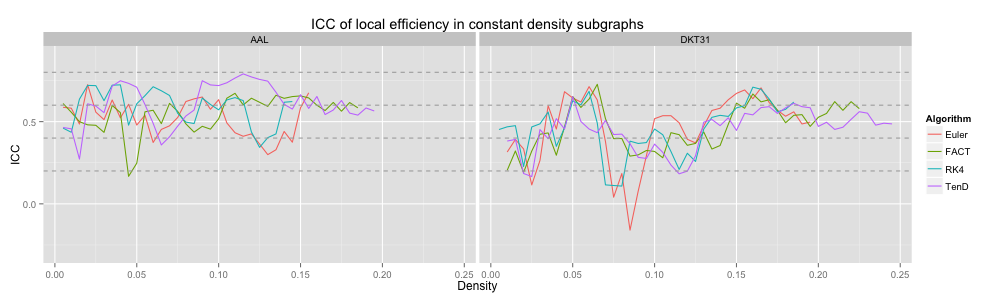 ICC of local efficiency in constant density subgraphs
AAL
DKT31
ICC
0.5
0.0
0.00
0.05
0.10
0.15
0.20
0.25
0.00
0.05
0.10
0.15
0.20
0.25
Density
Algorithm
Euler
FACT
RK4
TenD